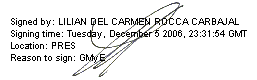 Signed by: LILIAN DEL CARMEN ROCCA CARBAJAL
Signing time: Tuesday, December 5 2006, 23:31:54 GMT
Location: PRES
Reason to sign: GMyE